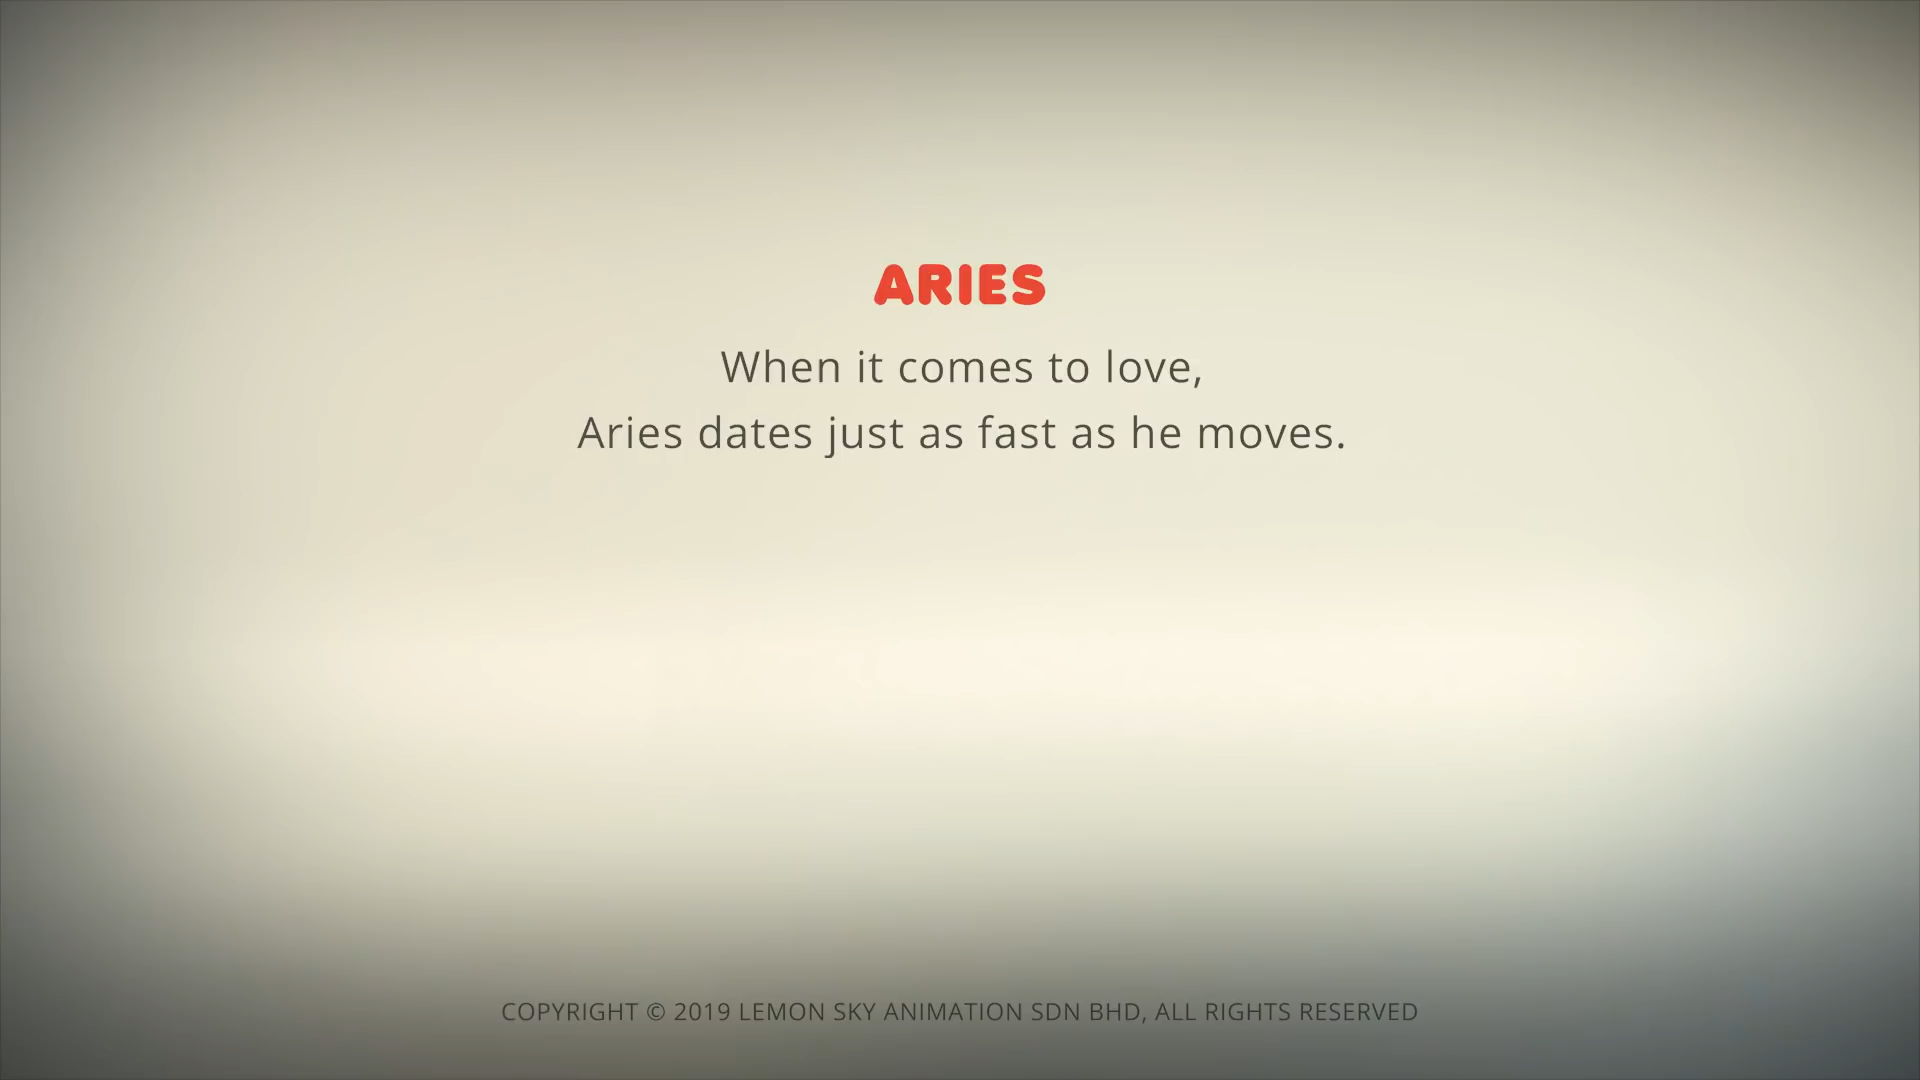 ARIES
When it comes to love,
Aries dates just as fast as he moves.
COPYRIGHT © 2019 LEMON SKY ANIMATION SDN BHD, ALL RIGHTS RESERVED